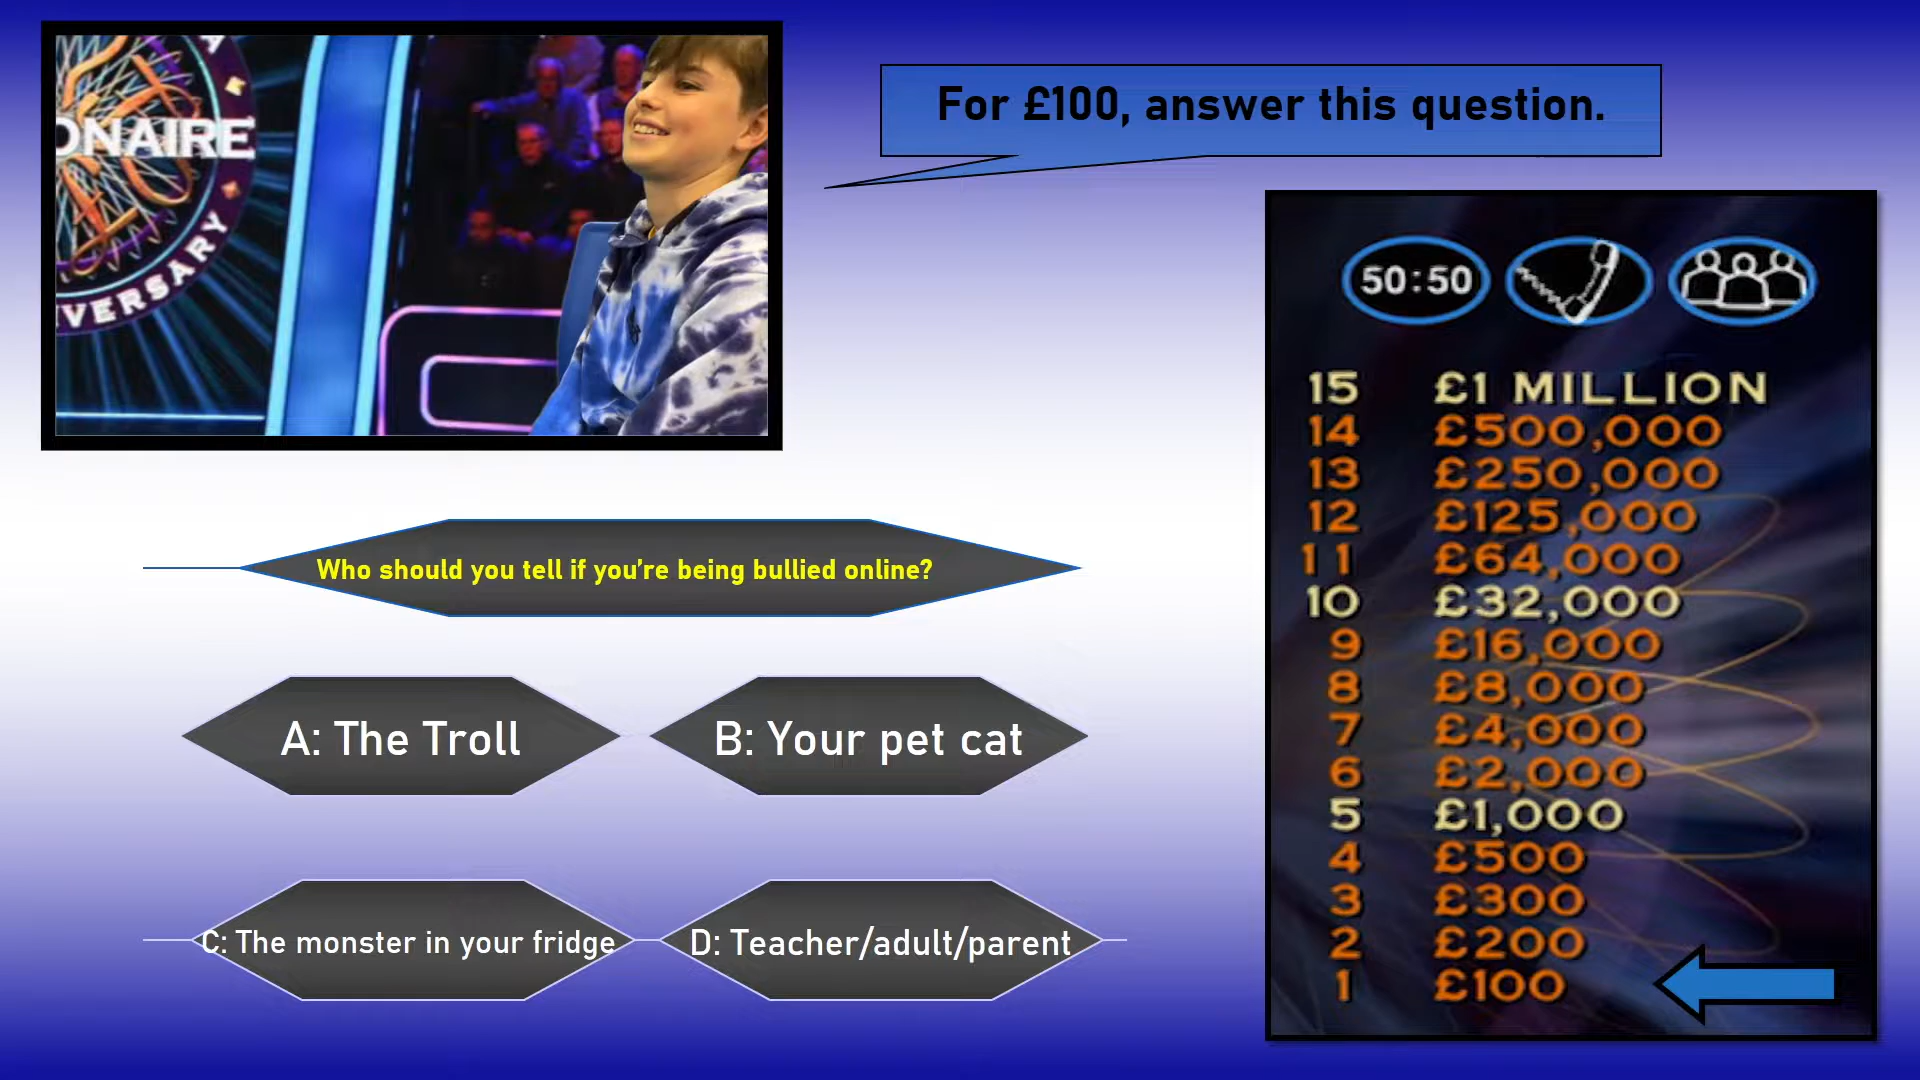 ONAIRE
VERSARY
For £100, answer this question.
50:50
15 £1 MILLION
14 £500,000
13 £250,000
12 £125,000
11 £64,000
10 £32,000
9 £16,000
8 £8,000
7 £4,000
6 £2,000
5 £1,000
4 £500
3 £300
2 £200
1 £100
Who should you tell if you’re being bullied online?
A: The Troll
B: Your pet cat
C: The monster in your fridge
D: Teacher/adult/parent